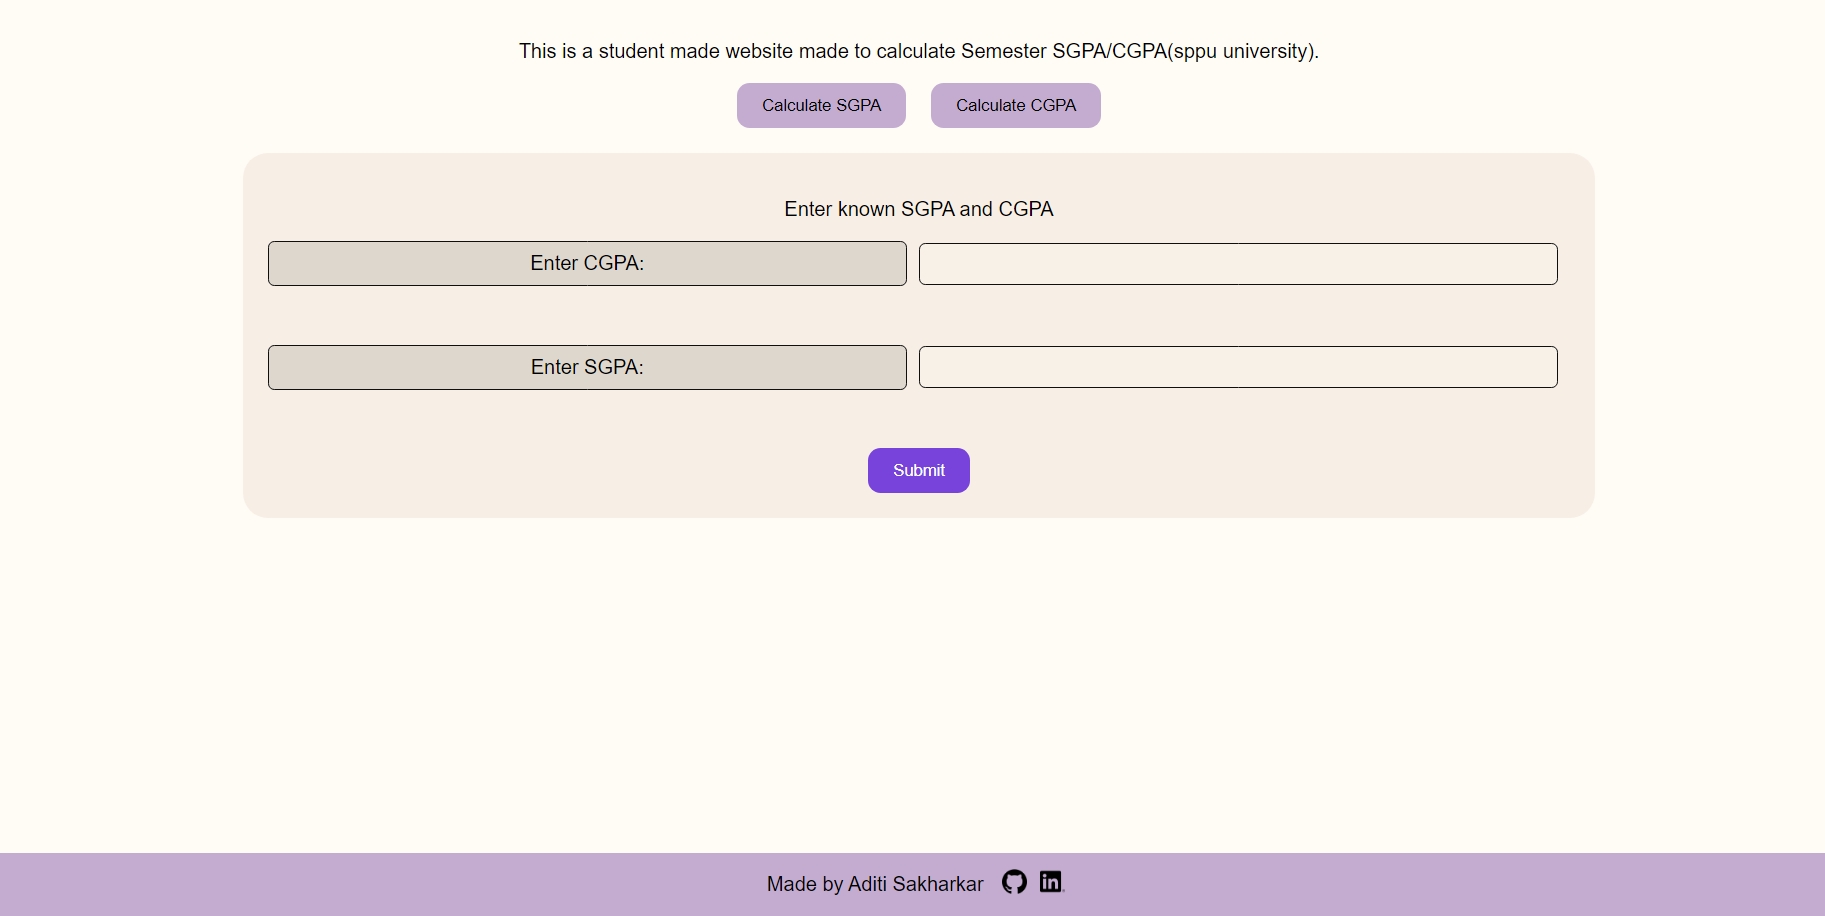 This is a student made website made to calculate Semester SGPA/CGPA(sppu university).
Calculate SGPA Calculate CGPA
Enter known SGPA and CGPA
Enter CGPA:
Enter SGPA:
Submit
Made by Aditi Sakharkar in